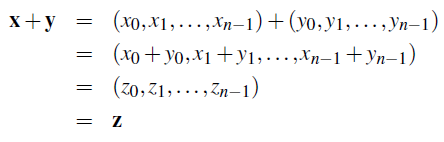 x+y = (x₀,x₁,...,xₙ₋₁)+(y₀,y₁,...,yₙ₋₁)
= (x₀+y₀,x₁+y₁,...,xₙ₋₁+yₙ₋₁)
= (z₀,z₁,...,zₙ₋₁)
= z